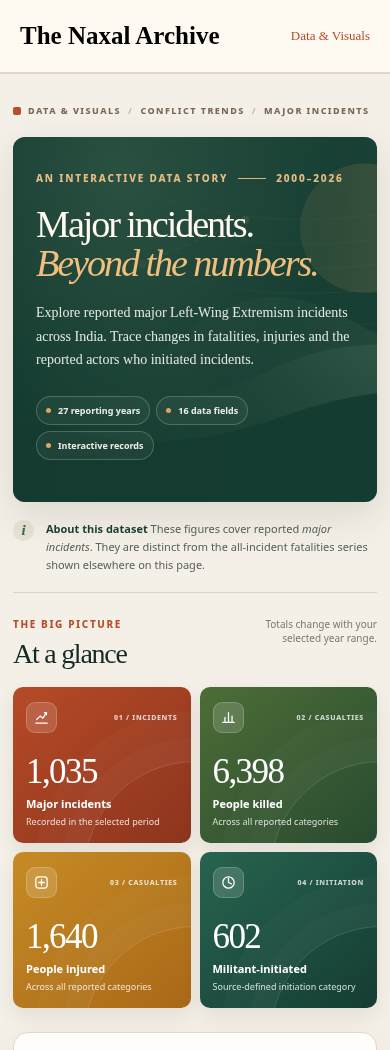 The Naxal Archive
Data & Visuals
DATA & VISUALS / CONFLICT TRENDS / MAJOR INCIDENTS
AN INTERACTIVE DATA STORY — 2000–2026
Major incidents.
Beyond the numbers.
Explore reported major Left-Wing Extremism incidents
across India. Trace changes in fatalities, injuries and the
reported actors who initiated incidents.
27 reporting years
16 data fields
Interactive records
i
About this dataset These figures cover reported major
incidents. They are distinct from the all-incident fatalities series
shown elsewhere on this page.
THE BIG PICTURE
At a glance
Totals change with your
selected year range.
01 / INCIDENTS
1,035
Major incidents
Recorded in the selected period
02 / CASUALTIES
6,398
People killed
Across all reported categories
03 / CASUALTIES
1,640
People injured
Across all reported categories
04 / INITIATION
602
Militant-initiated
Source-defined initiation category